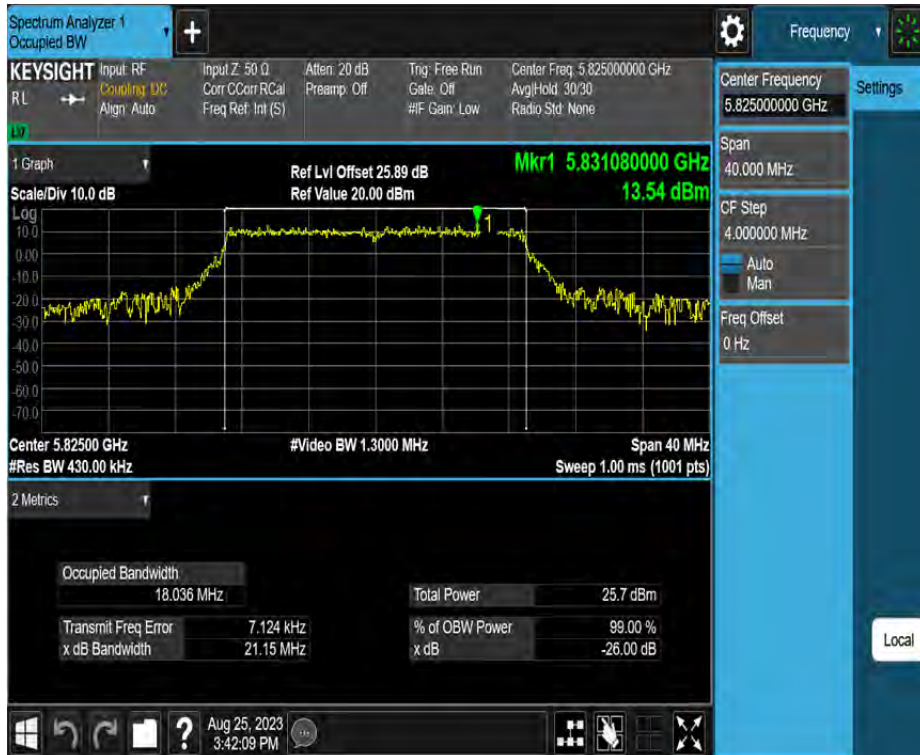 Spectrum Analyzer 1
Occupied BW
Frequency
KEYSIGHT
R L
LXI
Input: RF
Coupling: DC
Align: Auto
Input Z: 50 Ω
Corr CCorr RCal
Freq Ref: Int (S)
Atten: 20 dB
Preamp: Off
Trig: Free Run
Gate: Off
#IF Gain: Low
Center Freq: 5.825000000 GHz
Avg|Hold: 30/30
Radio Std: None
Center Frequency
5.825000000 GHz
Settings
Span
40.000 MHz
CF Step
4.000000 MHz
Auto
Man
Freq Offset
0 Hz
Local
1 Graph
Scale/Div 10.0 dB
Ref Lvl Offset 25.89 dB
Ref Value 20.00 dBm
Mkr1 5.831080000 GHz
13.54 dBm
Log
10.0
0.00
-10.0
-20.0
-30.0
-40.0
-50.0
-60.0
-70.0
1
Center 5.82500 GHz
#Res BW 430.00 kHz
#Video BW 1.3000 MHz
Span 40 MHz
Sweep 1.00 ms (1001 pts)
2 Metrics
Occupied Bandwidth
18.036 MHz
Total Power 25.7 dBm
Transmit Freq Error 7.124 kHz
% of OBW Power 99.00 %
x dB Bandwidth 21.15 MHz
x dB -26.00 dB
?
Aug 25, 2023
3:42:09 PM